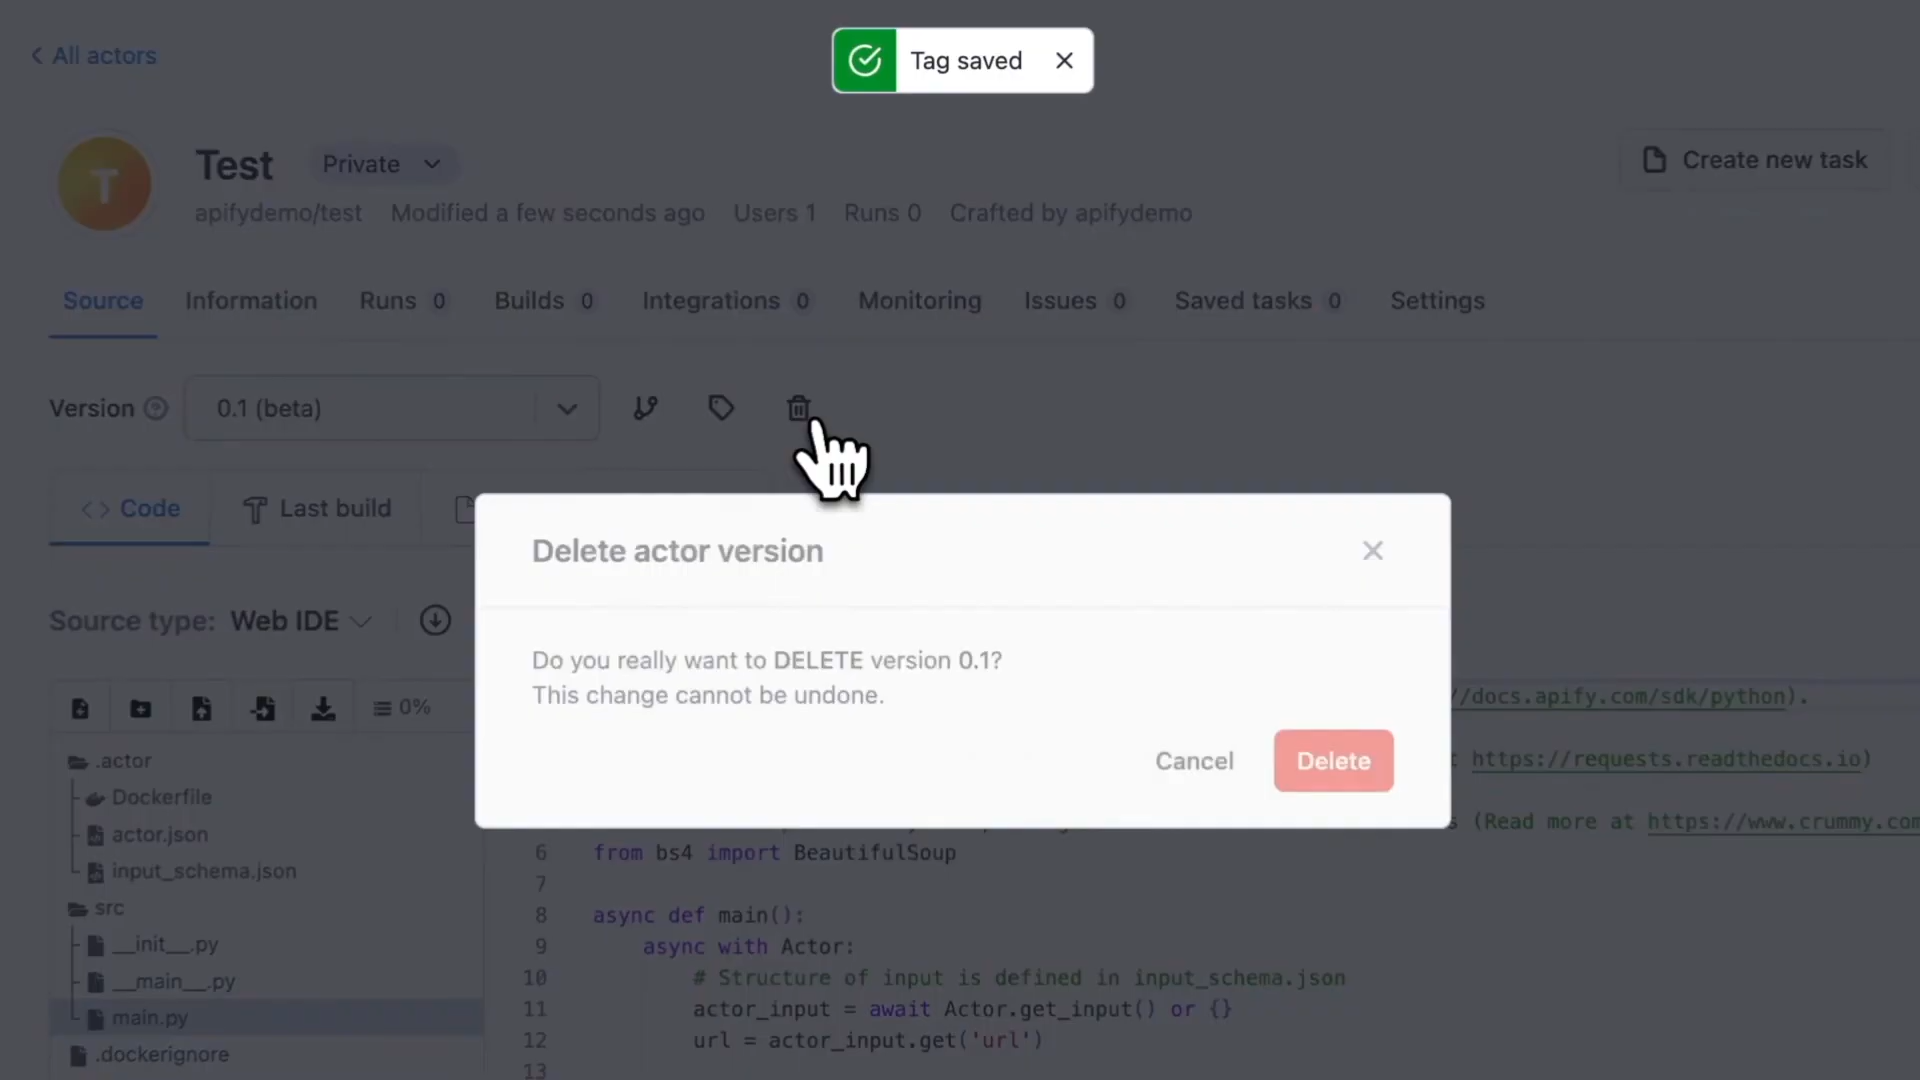 Tag saved
All actors
T
Test
Private
Create new task
apifydemo/test Modified a few seconds ago Users 1 Runs 0 Crafted by apifydemo
Source Information Runs 0 Builds 0 Integrations 0 Monitoring Issues 0 Saved tasks 0 Settings
Version ? 0.1 (beta)
<> Code Last build
Delete actor version
Source type: Web IDE
Do you really want to DELETE version 0.1?
This change cannot be undone.
Cancel Delete
0%
//docs.apify.com/sdk/python).
https://requests.readthedocs.io)
(Read more at https://www.crummy.com
.actor
Dockerfile
actor.json
input_schema.json
src
__init__.py
__main__.py
main.py
.dockerignore
6 from bs4 import BeautifulSoup
7
8 async def main():
9 async with Actor:
10 # Structure of input is defined in input_schema.json
11 actor_input = await Actor.get_input() or {}
12 url = actor_input.get('url')
13